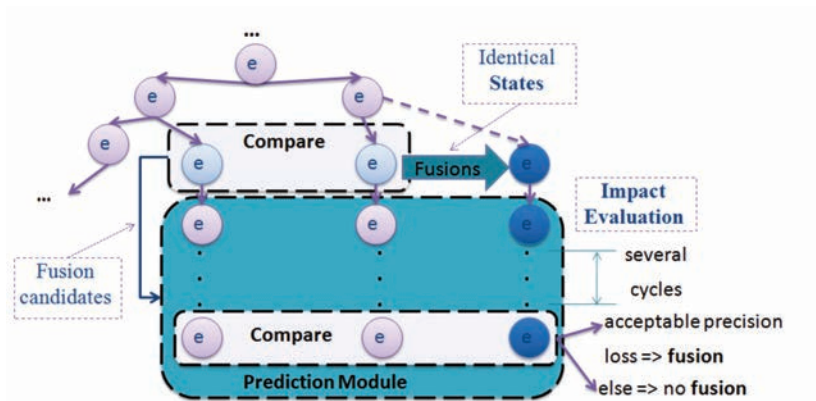 ...
e
Identical
States
e
e
e
Compare
e
e
Fusions
e
...
Impact
Evaluation
e
e
e
Fusion
candidates
several
cycles
e
Compare
e
e
acceptable precision
loss => fusion
Prediction Module
else => no fusion